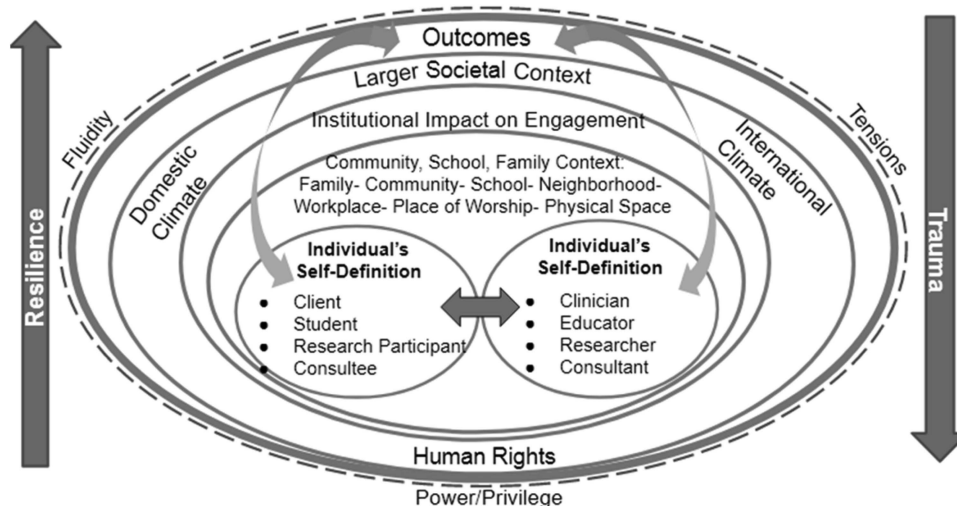 Outcomes
Larger Societal Context
Fluidity
Tensions
Institutional Impact on Engagement
Domestic
Climate
International
Climate
Community, School, Family Context:
Family- Community- School- Neighborhood-
Workplace- Place of Worship- Physical Space
Resilience
Trauma
Individual's
Self-Definition
• Client
• Student
• Research Participant
• Consultee
Individual's
Self-Definition
• Clinician
• Educator
• Researcher
• Consultant
Human Rights
Power/Privilege